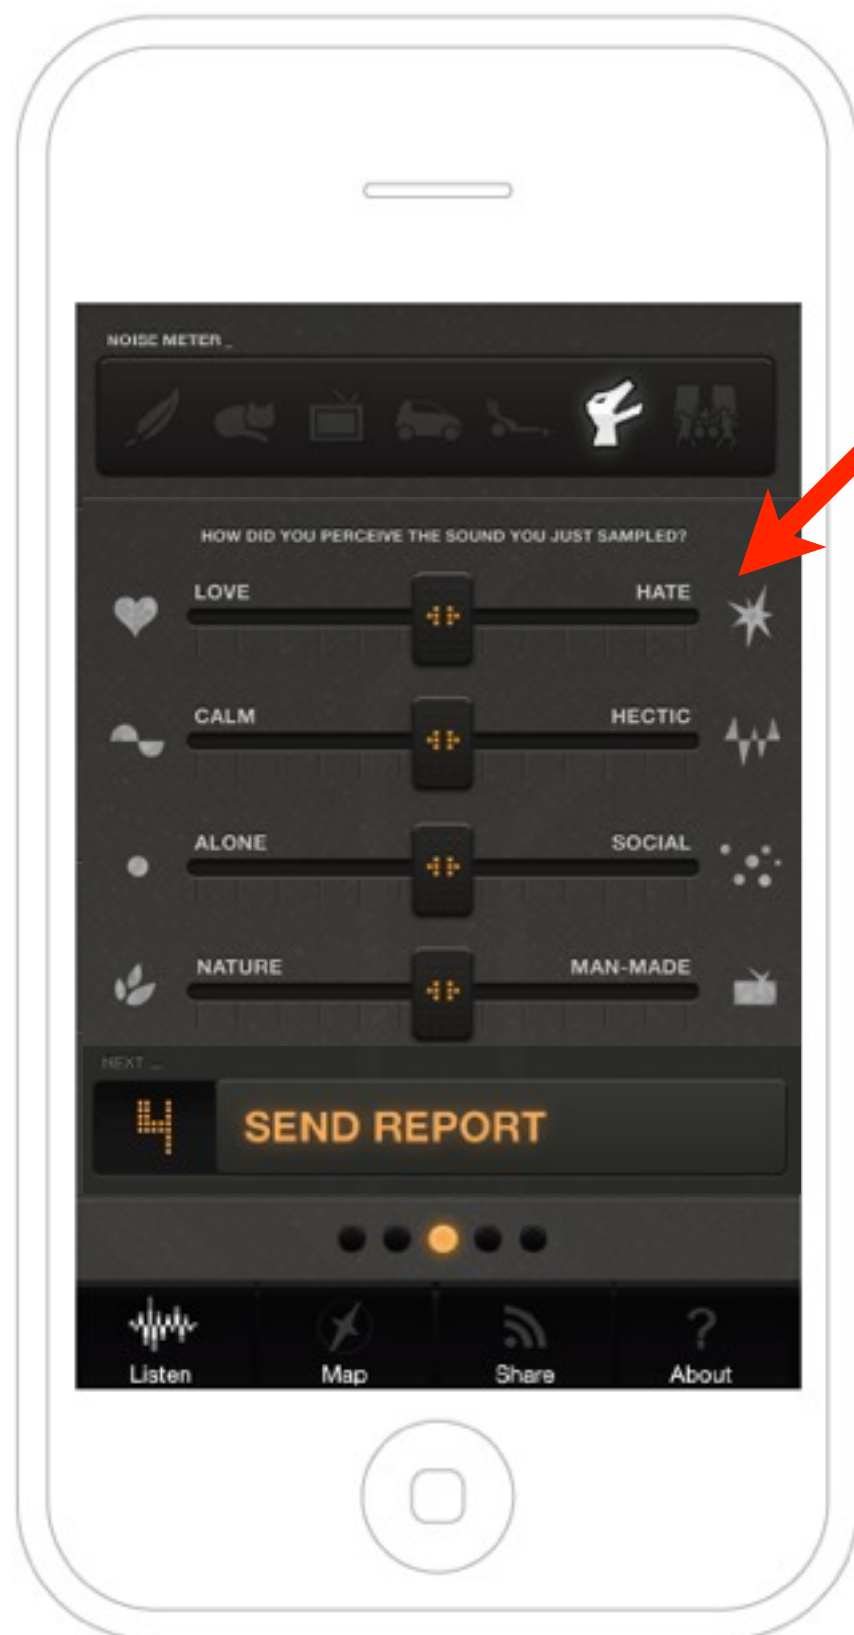 NOISE METER _
HOW DID YOU PERCEIVE THE SOUND YOU JUST SAMPLED?
LOVE HATE
CALM HECTIC
ALONE SOCIAL
NATURE MAN-MADE
NEXT _
4 SEND REPORT
Listen Map Share ? About